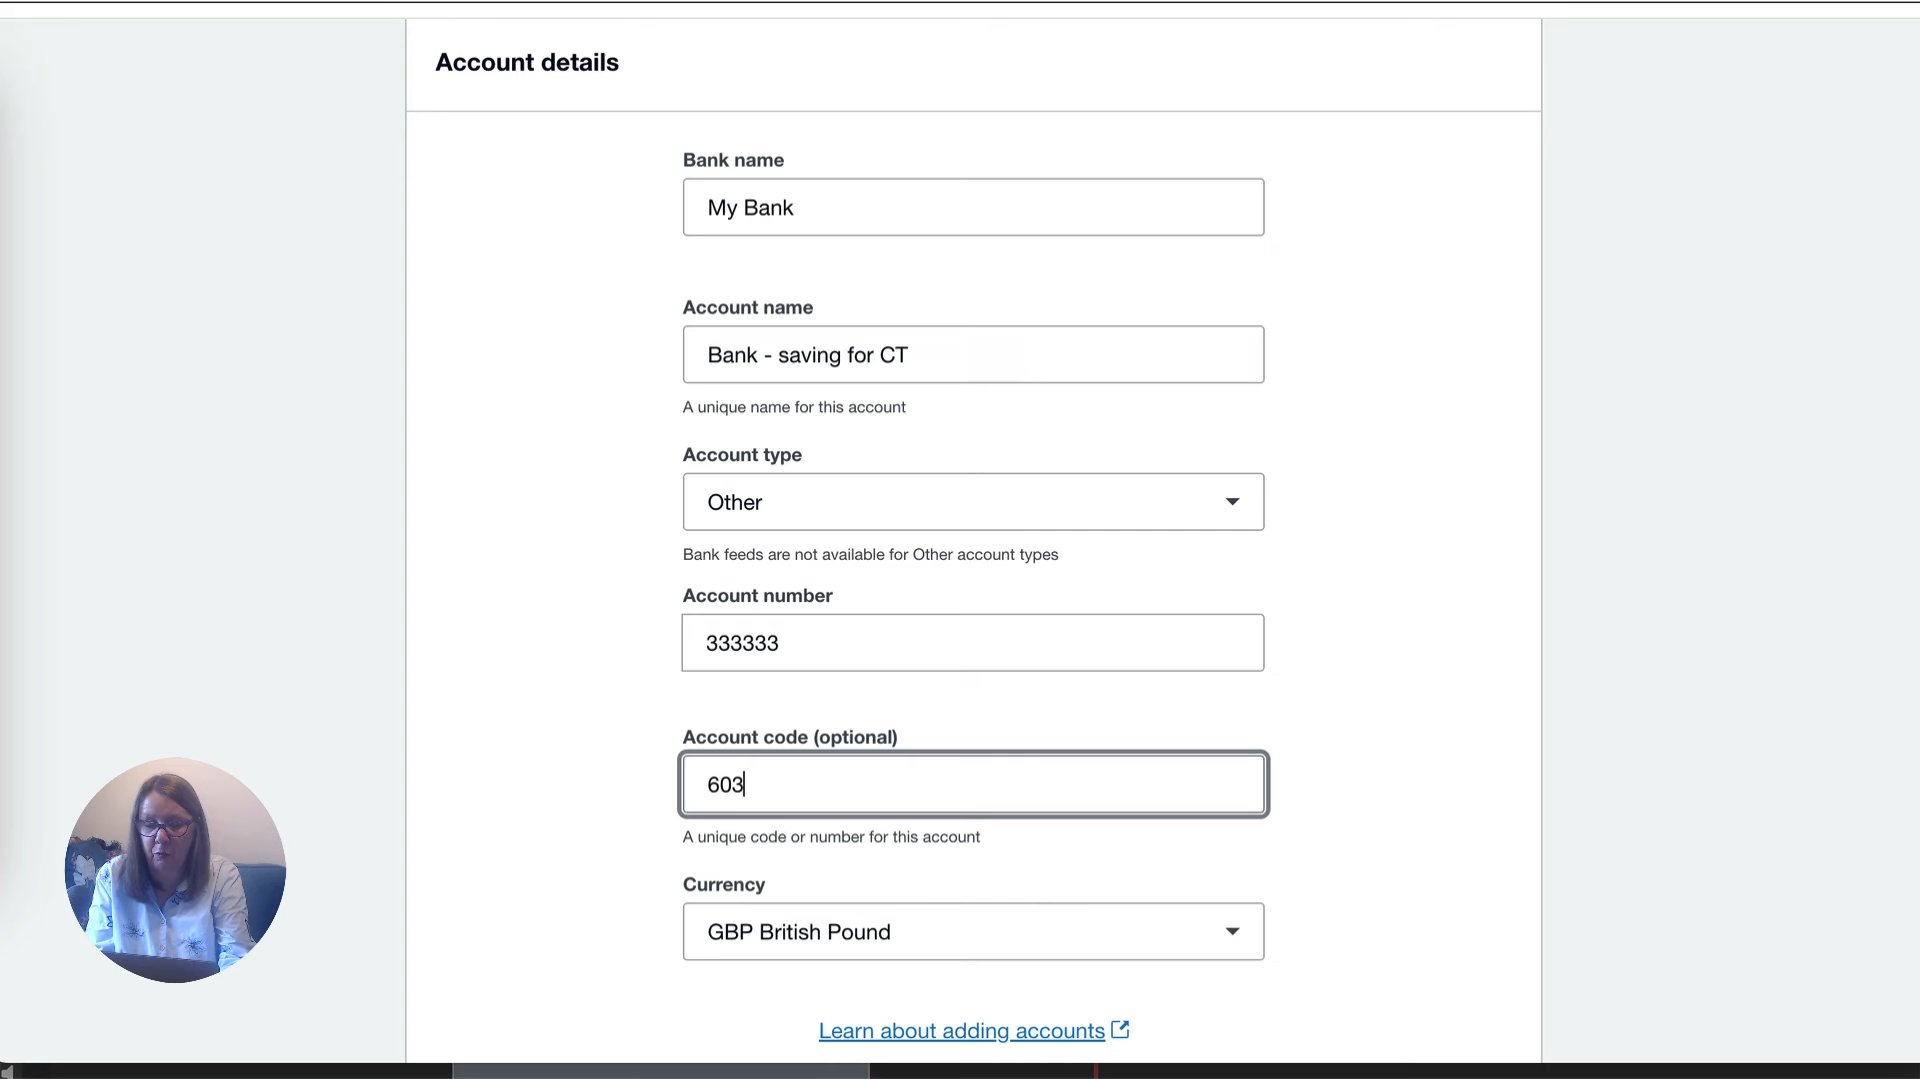 Account details
Bank name
My Bank
Account name
Bank - saving for CT
A unique name for this account
Account type
Other
Bank feeds are not available for Other account types
Account number
333333
Account code (optional)
603
A unique code or number for this account
Currency
GBP British Pound
Learn about adding accounts